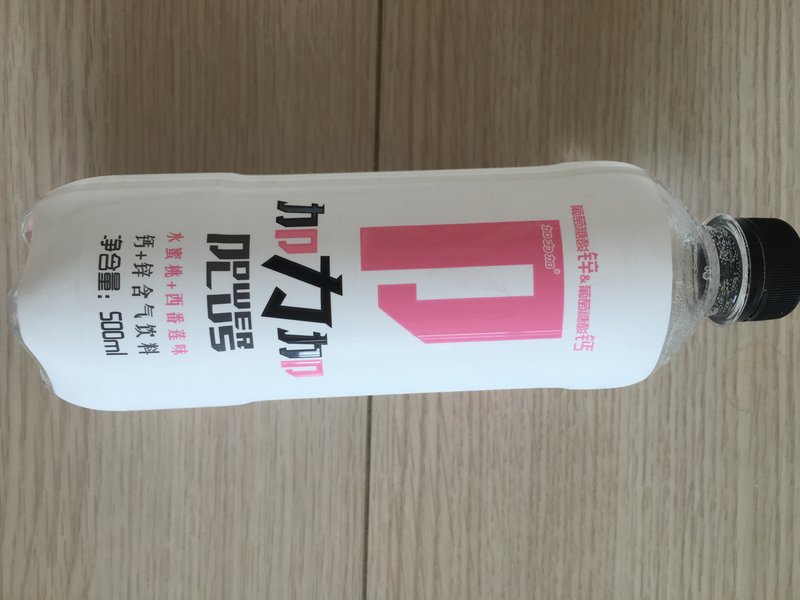 葡萄糖酸锌&葡萄糖酸钙
加力加®
加力加
POWER
PLUS
水蜜桃+西番莲味
钙+锌含气饮料
净含量：500ml